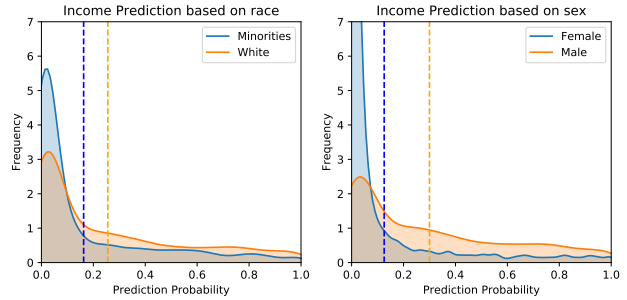 Income Prediction based on race
7
6
5
4
3
2
1
0
Frequency
Minorities
White
0.0 0.2 0.4 0.6 0.8 1.0
Prediction Probability
Income Prediction based on sex
7
6
5
4
3
2
1
0
Frequency
Female
Male
0.0 0.2 0.4 0.6 0.8 1.0
Prediction Probability